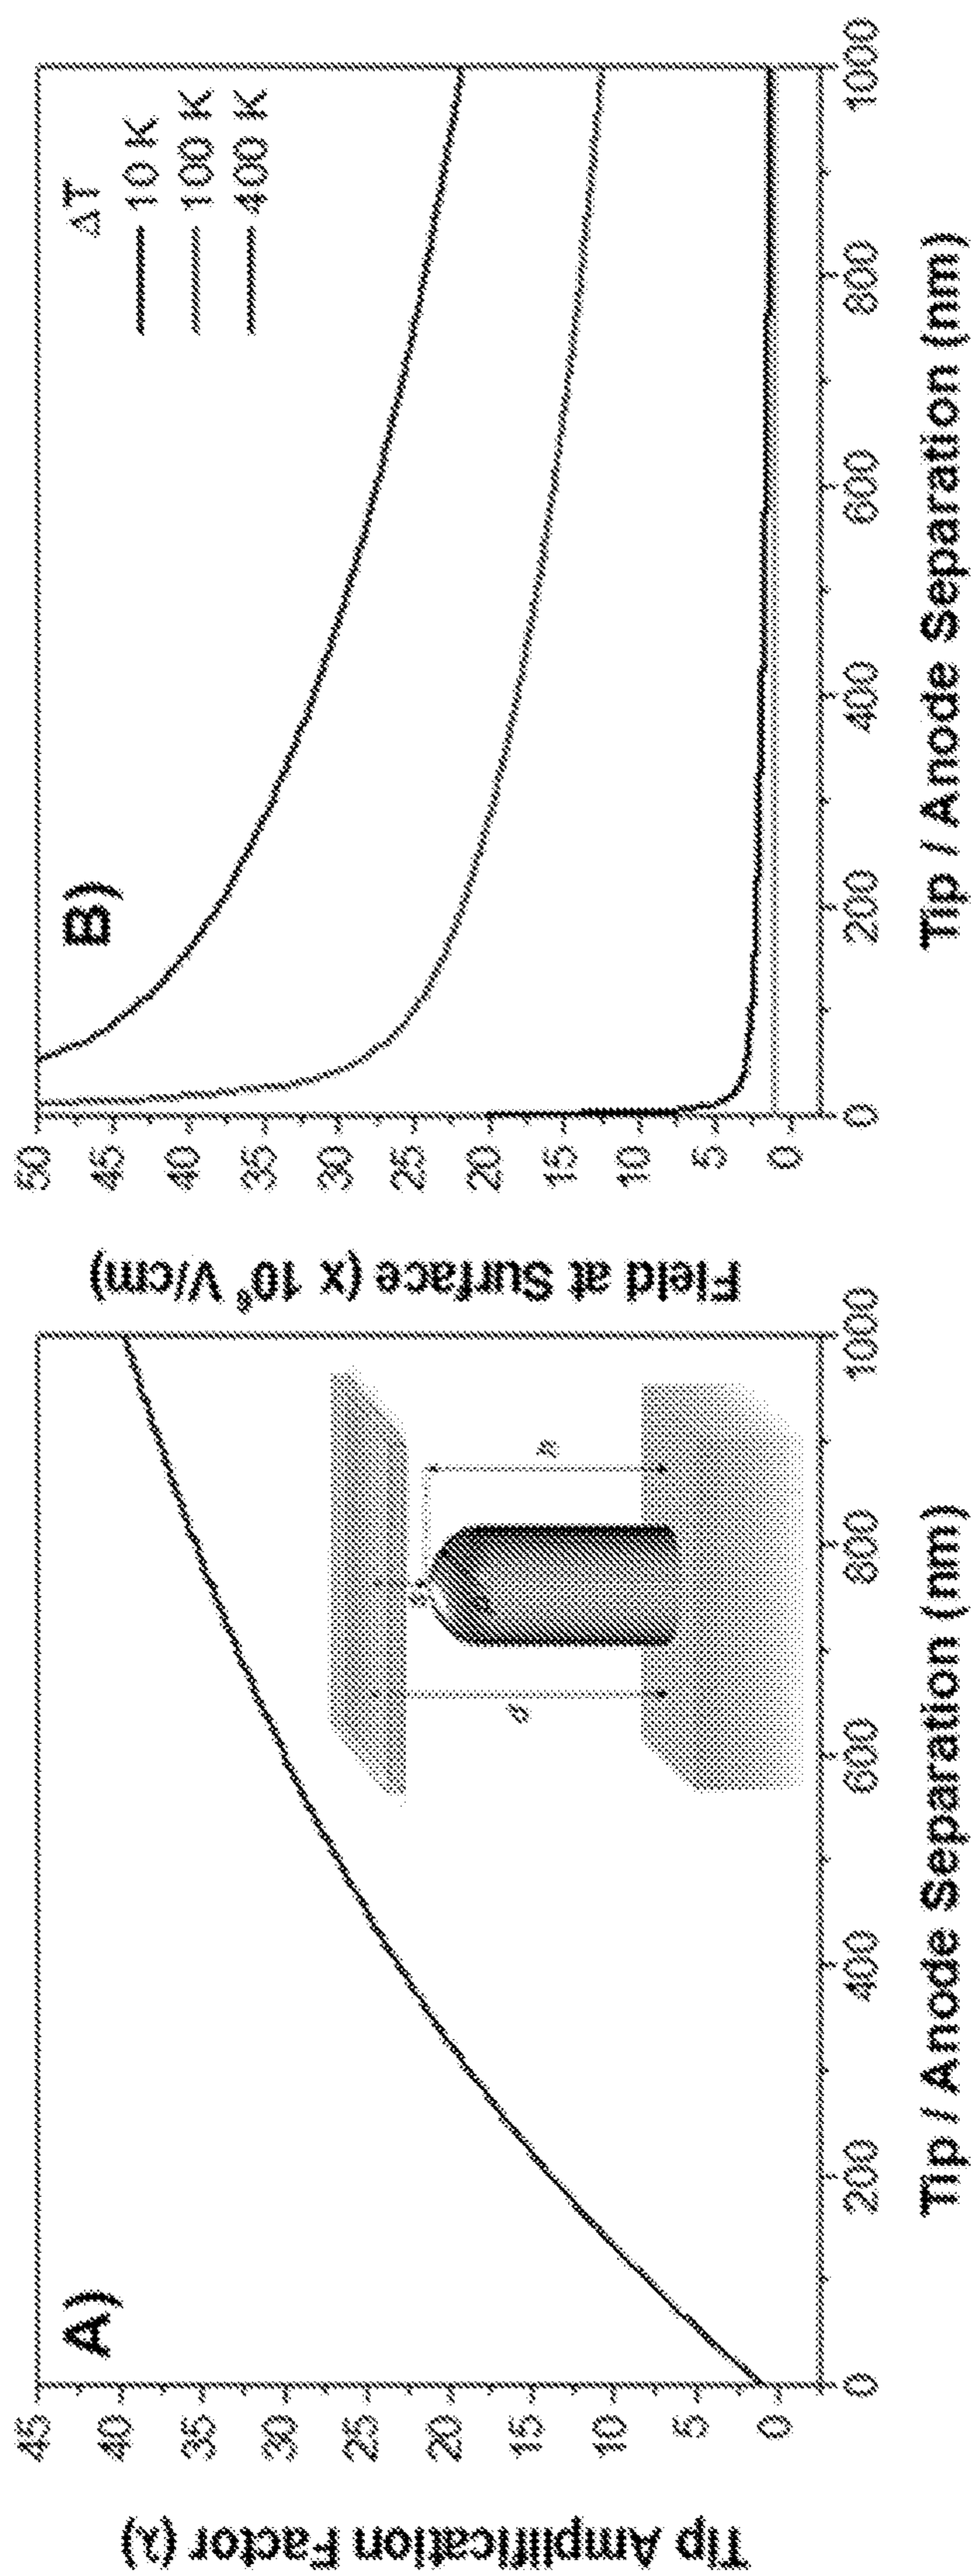 A)
Tip Amplification Factor (γ)
45
40
35
30
25
20
15
10
5
0
d
h
0
200
400
600
800
1000
Tip / Anode Separation (nm)
B)
Field at Surface (x 10⁶ V/cm)
50
45
40
35
30
25
20
15
10
5
0
ΔT
10 K
100 K
400 K
0
200
400
600
800
1000
Tip / Anode Separation (nm)